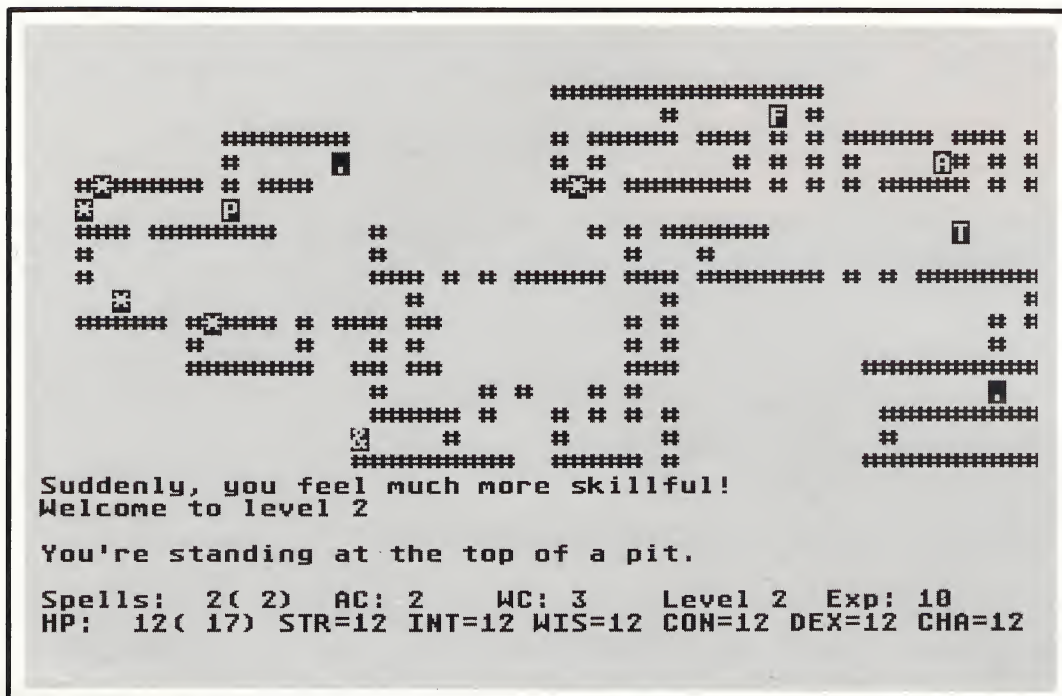 F
A
P
T
&
Suddenly, you feel much more skillful!
Welcome to level 2
You're standing at the top of a pit.
Spells: 2( 2) AC: 2 WC: 3 Level 2 Exp: 10
HP: 12( 17) STR=12 INT=12 WIS=12 CON=12 DEX=12 CHA=12